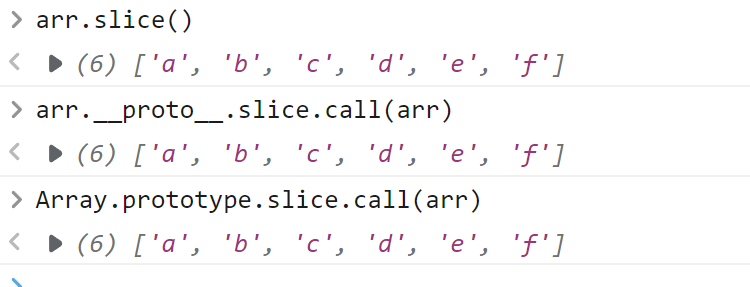 arr.slice()
(6) ['a', 'b', 'c', 'd', 'e', 'f']
arr.__proto__.slice.call(arr)
(6) ['a', 'b', 'c', 'd', 'e', 'f']
Array.prototype.slice.call(arr)
(6) ['a', 'b', 'c', 'd', 'e', 'f']